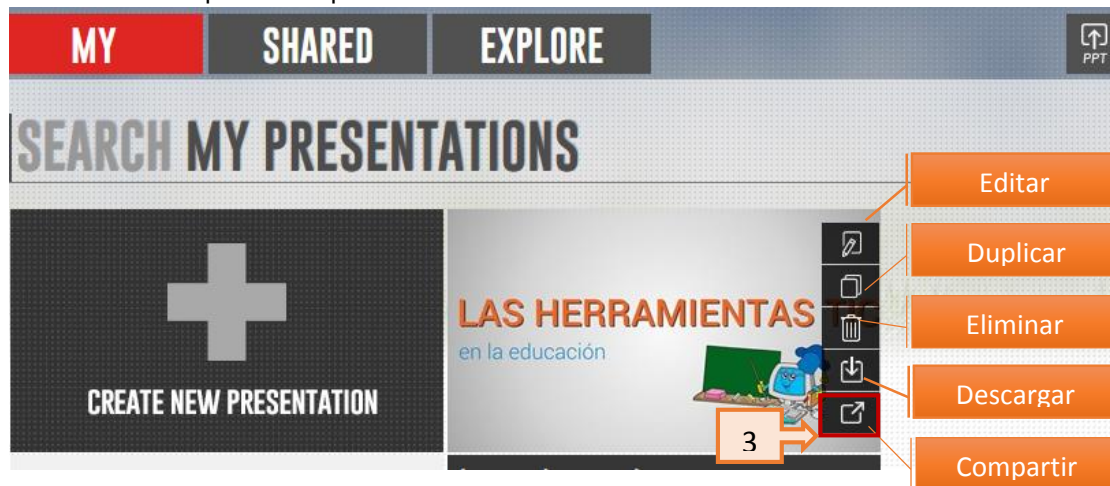 MY SHARED EXPLORE
PPT
SEARCH MY PRESENTATIONS
Editar
Duplicar
LAS HERRAMIENTAS TIC
en la educación
Eliminar
Descargar
CREATE NEW PRESENTATION
3
Compartir